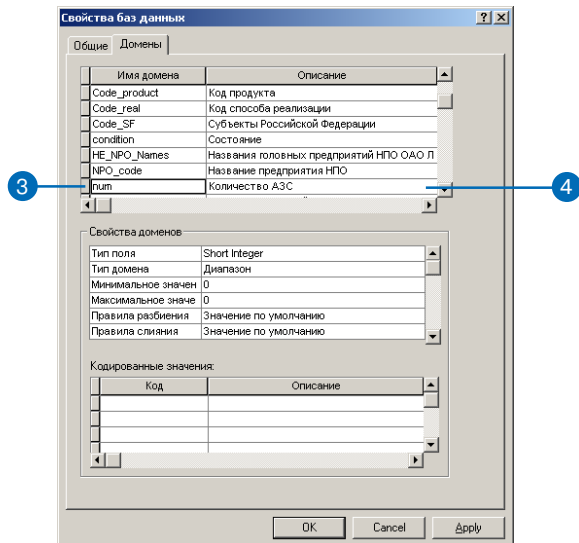 Свойства баз данных
Общие Домены
Имя домена Описание
Code_product Код продукта
Code_real Код способа реализации
Code_SF Субъекты Российской Федерации
condition Состояние
HE_NPO_Names Названия головных предприятий НПО ОАО Л
NPO_code Название предприятия НПО
3 num Количество АЗС 4
Свойства доменов
Тип поля Short Integer
Тип домена Диапазон
Минимальное значен 0
Максимальное значе 0
Правила разбиения Значение по умолчанию
Правила слияния Значение по умолчанию
Кодированные значения:
Код Описание
OK Cancel Apply